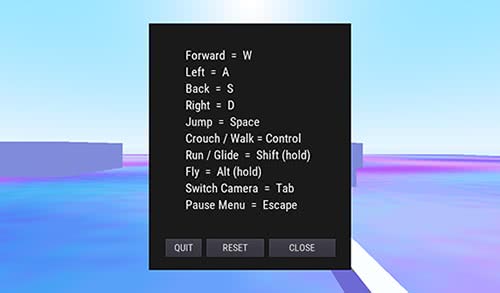 Forward = W
Left = A
Back = S
Right = D
Jump = Space
Crouch / Walk = Control
Run / Glide = Shift (hold)
Fly = Alt (hold)
Switch Camera = Tab
Pause Menu = Escape
QUIT RESET CLOSE